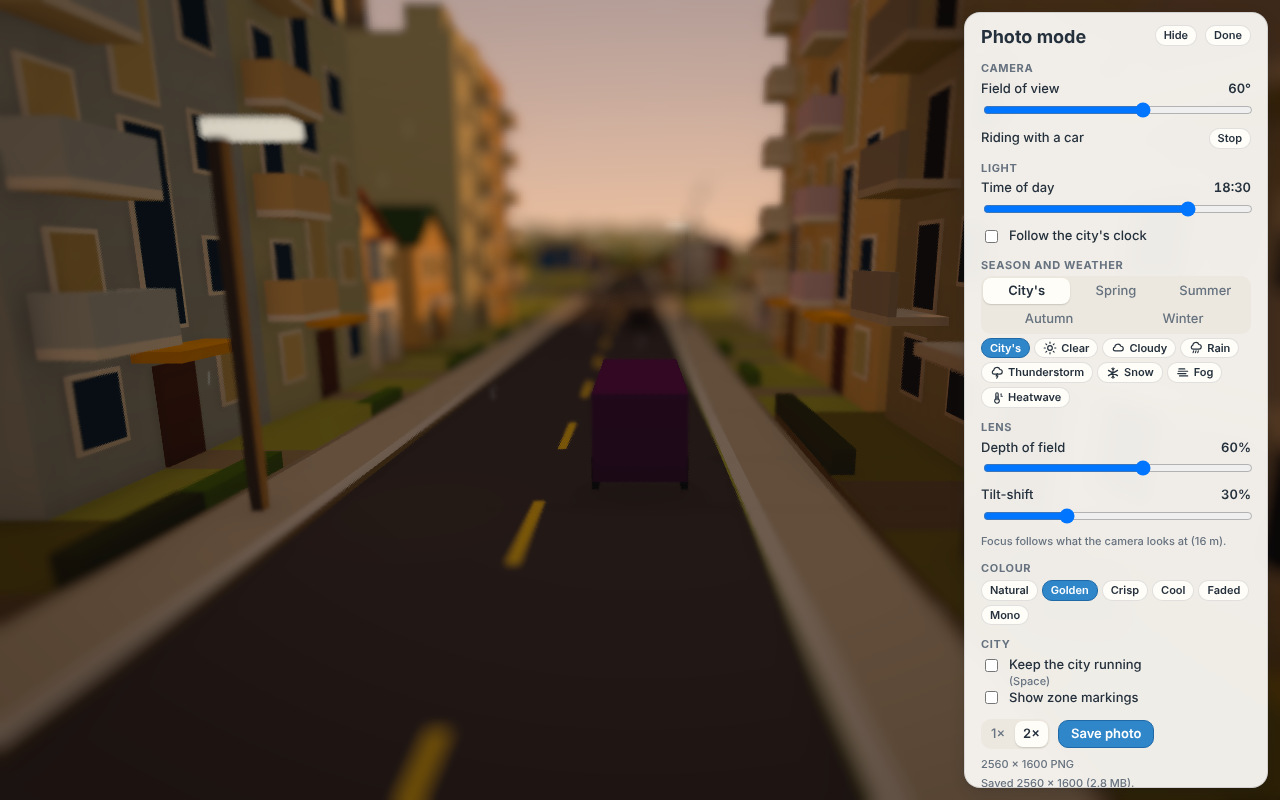 Photo mode
Hide
Done
CAMERA
Field of view 60°
Riding with a car
Stop
LIGHT
Time of day 18:30
Follow the city's clock
SEASON AND WEATHER
City's Spring Summer
Autumn Winter
City's Clear Cloudy Rain
Thunderstorm Snow Fog
Heatwave
LENS
Depth of field 60%
Tilt-shift 30%
Focus follows what the camera looks at (16 m).
COLOUR
Natural Golden Crisp Cool Faded
Mono
CITY
Keep the city running
(Space)
Show zone markings
1× 2× Save photo
2560 × 1600 PNG
Saved 2560 × 1600 (2.8 MB).